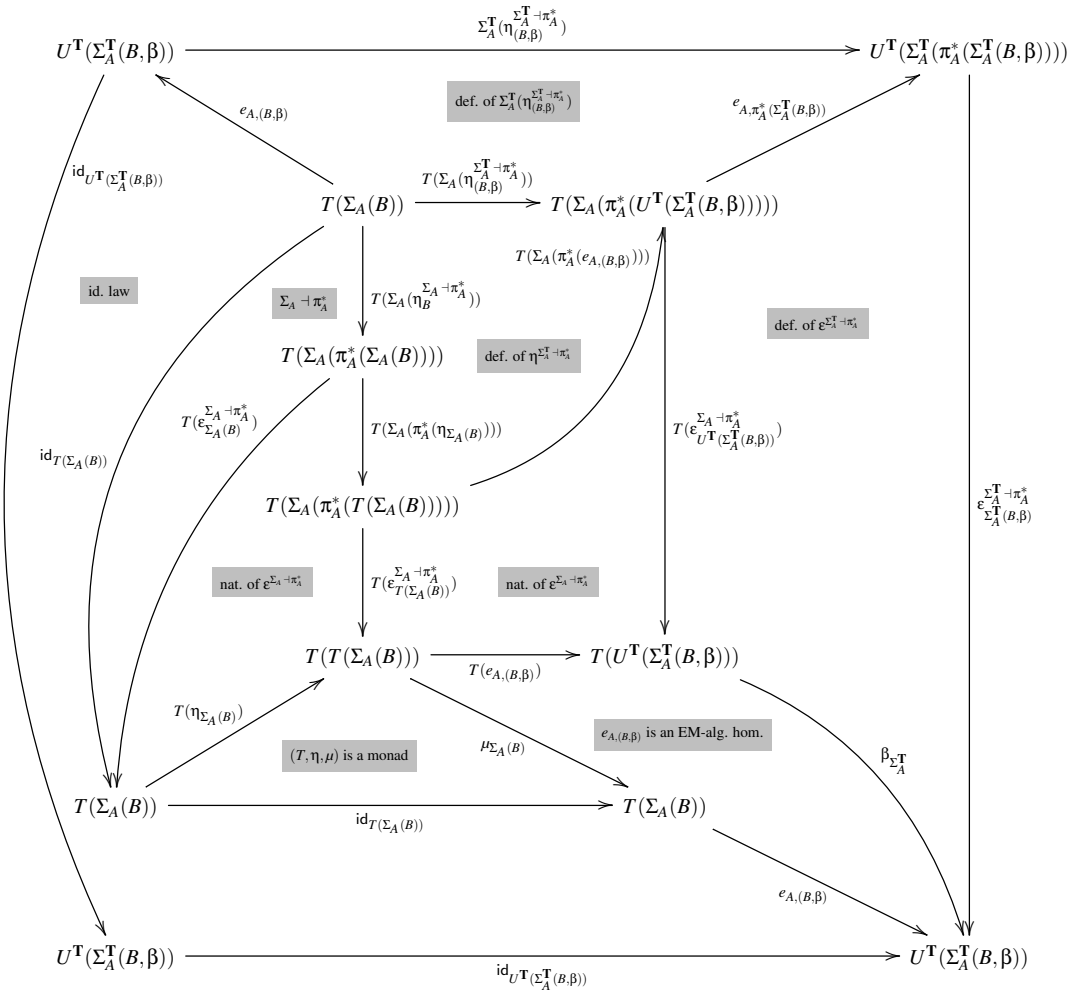 Σ_A^𝐓(η_{(B,β)}^{Σ_A^𝐓 ⊣ π_A^*})
U^𝐓(Σ_A^𝐓(B,β))
U^𝐓(Σ_A^𝐓(π_A^*(Σ_A^𝐓(B,β))))
def. of Σ_A^𝐓(η_{(B,β)}^{Σ_A^𝐓 ⊣ π_A^*})
e_{A,(B,β)}
e_{A,π_A^*(Σ_A^𝐓(B,β))}
id_{U^𝐓(Σ_A^𝐓(B,β))}
T(Σ_A(η_{(B,β)}^{Σ_A^𝐓 ⊣ π_A^*}))
T(Σ_A(B))
T(Σ_A(π_A^*(U^𝐓(Σ_A^𝐓(B,β)))))
T(Σ_A(π_A^*(e_{A,(B,β)})))
id. law
Σ_A ⊣ π_A^*
T(Σ_A(η_B^{Σ_A ⊣ π_A^*}))
def. of ε^{Σ_A^𝐓 ⊣ π_A^*}
T(Σ_A(π_A^*(Σ_A(B))))
def. of η^{Σ_A^𝐓 ⊣ π_A^*}
T(ε_{Σ_A(B)}^{Σ_A ⊣ π_A^*})
T(Σ_A(π_A^*(η_{Σ_A(B)})))
T(ε_{U^𝐓(Σ_A^𝐓(B,β))}^{Σ_A ⊣ π_A^*})
id_{T(Σ_A(B))}
T(Σ_A(π_A^*(T(Σ_A(B)))))
ε_{Σ_A^𝐓(B,β)}^{Σ_A^𝐓 ⊣ π_A^*}
nat. of ε^{Σ_A ⊣ π_A^*}
T(ε_{T(Σ_A(B))}^{Σ_A ⊣ π_A^*})
nat. of ε^{Σ_A ⊣ π_A^*}
T(T(Σ_A(B)))
T(e_{A,(B,β)})
T(U^𝐓(Σ_A^𝐓(B,β)))
T(η_{Σ_A(B)})
(T,η,μ) is a monad
μ_{Σ_A(B)}
e_{A,(B,β)} is an EM-alg. hom.
β_{Σ_A^𝐓}
T(Σ_A(B))
id_{T(Σ_A(B))}
T(Σ_A(B))
e_{A,(B,β)}
U^𝐓(Σ_A^𝐓(B,β))
id_{U^𝐓(Σ_A^𝐓(B,β))}
U^𝐓(Σ_A^𝐓(B,β))